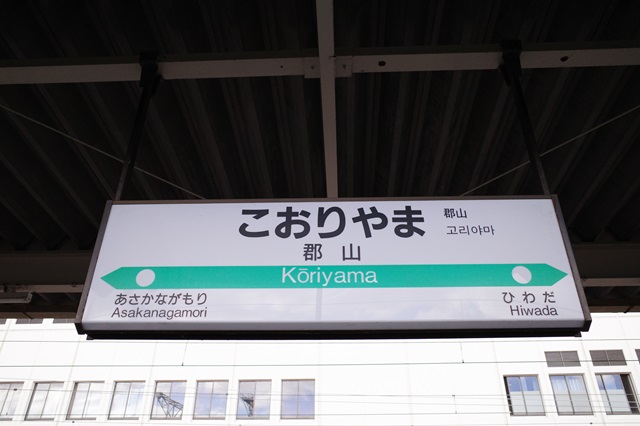 こおりやま
郡山
고리야마
郡山
Kōriyama
あさかながもり
Asakanagamori
ひわだ
Hiwada